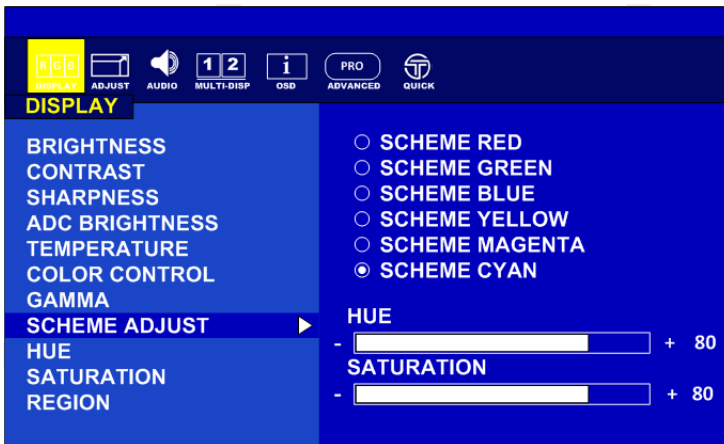 R G B
1 2
i
PRO
DISPLAY ADJUST AUDIO MULTI-DISP OSD ADVANCED QUICK
DISPLAY
BRIGHTNESS
CONTRAST
SHARPNESS
ADC BRIGHTNESS
TEMPERATURE
COLOR CONTROL
GAMMA
SCHEME ADJUST
HUE
SATURATION
REGION
SCHEME RED
SCHEME GREEN
SCHEME BLUE
SCHEME YELLOW
SCHEME MAGENTA
SCHEME CYAN
HUE
- + 80
SATURATION
- + 80